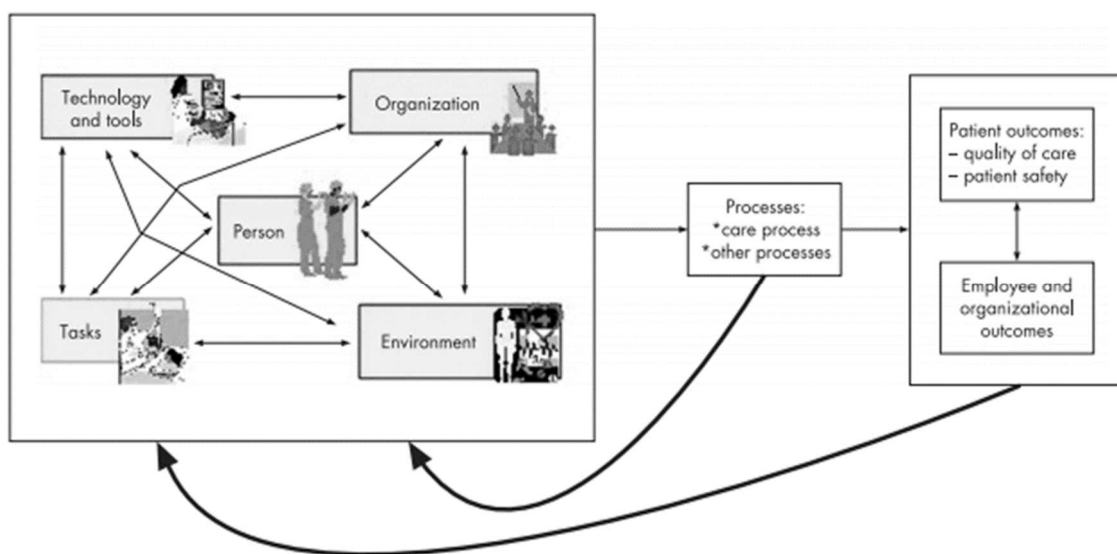 Technology
and tools
Organization
Person
Tasks
Environment
Processes:
*care process
*other processes
Patient outcomes:
– quality of care
– patient safety
Employee and
organizational
outcomes